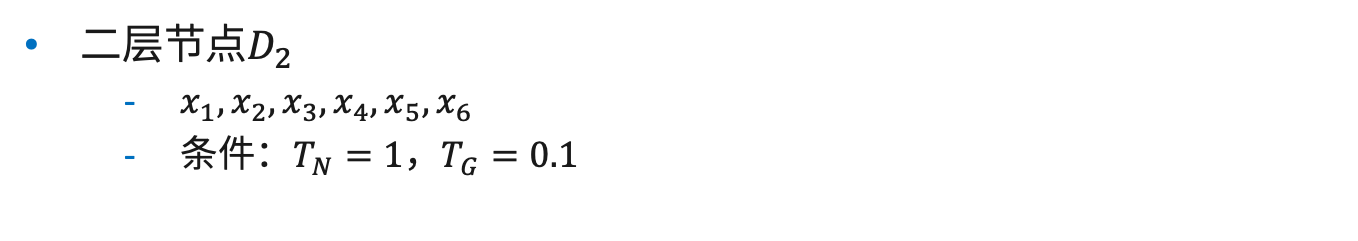 • 二层节点D₂
- x₁, x₂, x₃, x₄, x₅, x₆
- 条件：T_N = 1，T_G = 0.1